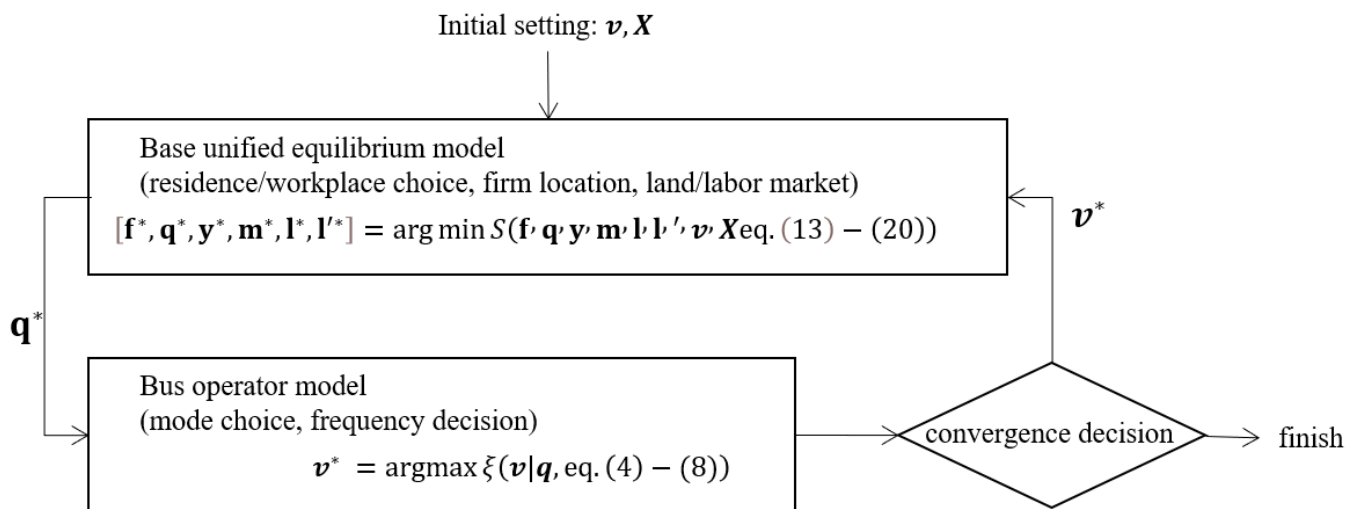 Initial setting: 𝒗, 𝑿
Base unified equilibrium model
(residence/workplace choice, firm location, land/labor market)
[𝐟*, 𝐪*, 𝐲*, 𝐦*, 𝐥*, 𝐥′*] = arg min 𝑆(𝐟, 𝐪, 𝐲, 𝐦, 𝐥, 𝐥,′, 𝒗, 𝑿eq. (13) − (20))
𝒗*
𝐪*
Bus operator model
(mode choice, frequency decision)
𝒗* = argmax 𝜉(𝒗|𝒒, eq. (4) − (8))
convergence decision
finish